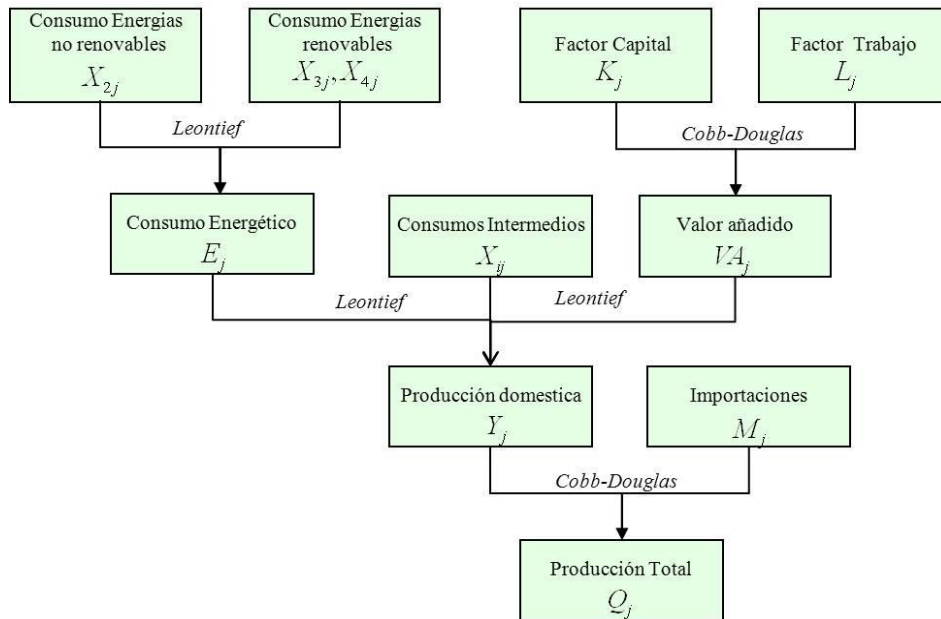 Consumo Energias
no renovables
X2j
Consumo Energias
renovables
X3j, X4j
Factor Capital
Kj
Factor Trabajo
Lj
Leontief
Cobb-Douglas
Consumo Energético
Ej
Consumos Intermedios
Xij
Valor añadido
VAj
Leontief
Leontief
Producción domestica
Yj
Importaciones
Mj
Cobb-Douglas
Producción Total
Qj